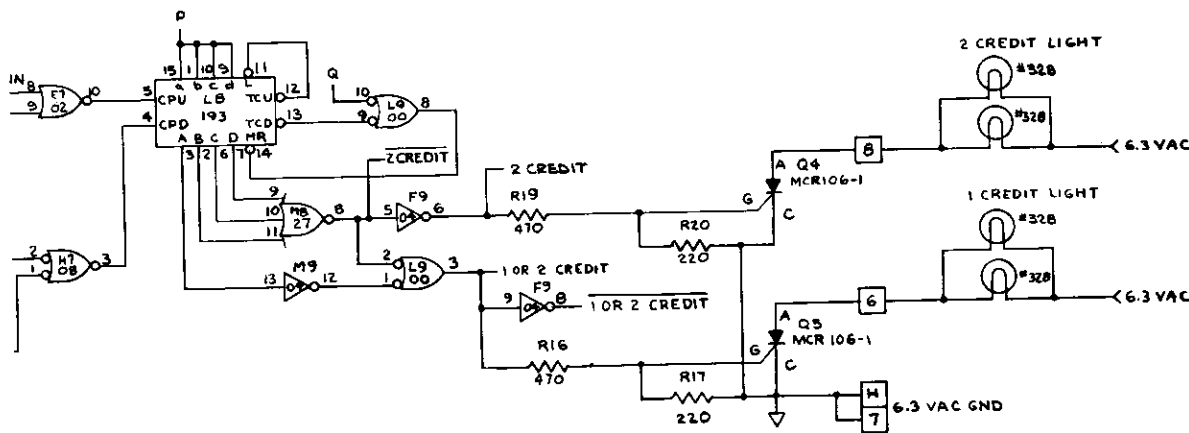 P
15 1 10 9 11
a b c d L
IN 8
9
E7
02
10
5
CPU L8 TCU 12
193
4
CPD TCD 13
A B C D MR
3 2 6 7 14
Q
10
9
L9
00
8
2 CREDIT
9
10
11
M8
27
8
F9
5 04 6
2 CREDIT
R19
470
G
A Q4
MCR106-1
C
8
2 CREDIT LIGHT
#328
#328
6.3 VAC
R20
220
2
1
H7
08
3
M9
13 04 12
2
1
L9
00
3
1 OR 2 CREDIT
F9
9 04 8
1 OR 2 CREDIT
R16
470
G
A
Q5
MCR106-1
C
6
1 CREDIT LIGHT
#328
#328
6.3 VAC
R17
220
H
7
6.3 VAC GND